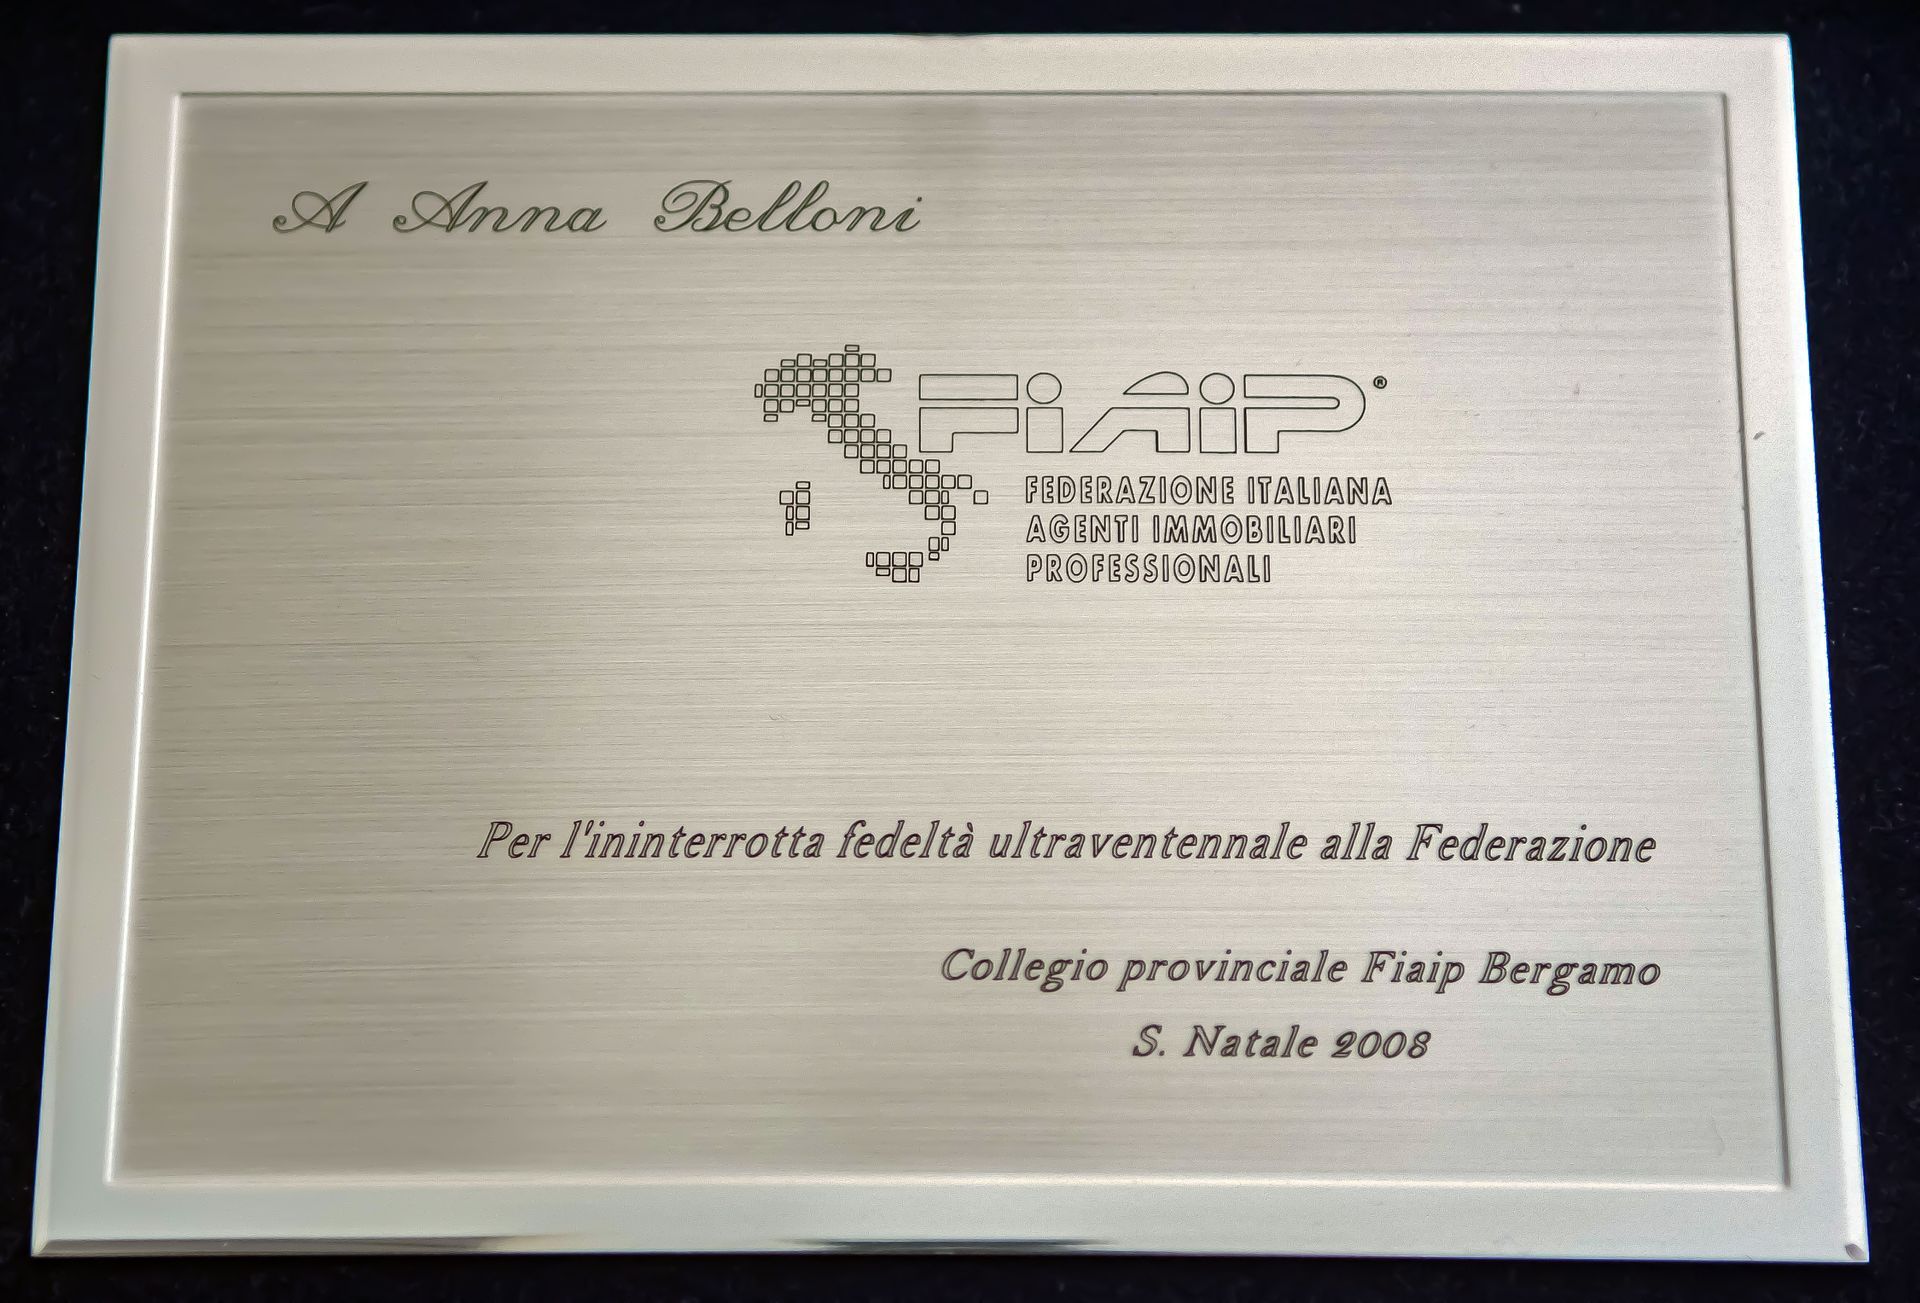 A Anna Belloni
FiAiP®
FEDERAZIONE ITALIANA
AGENTI IMMOBILIARI
PROFESSIONALI
Per l'ininterrotta fedeltà ultraventennale alla Federazione
Collegio provinciale Fiaip Bergamo
S. Natale 2008